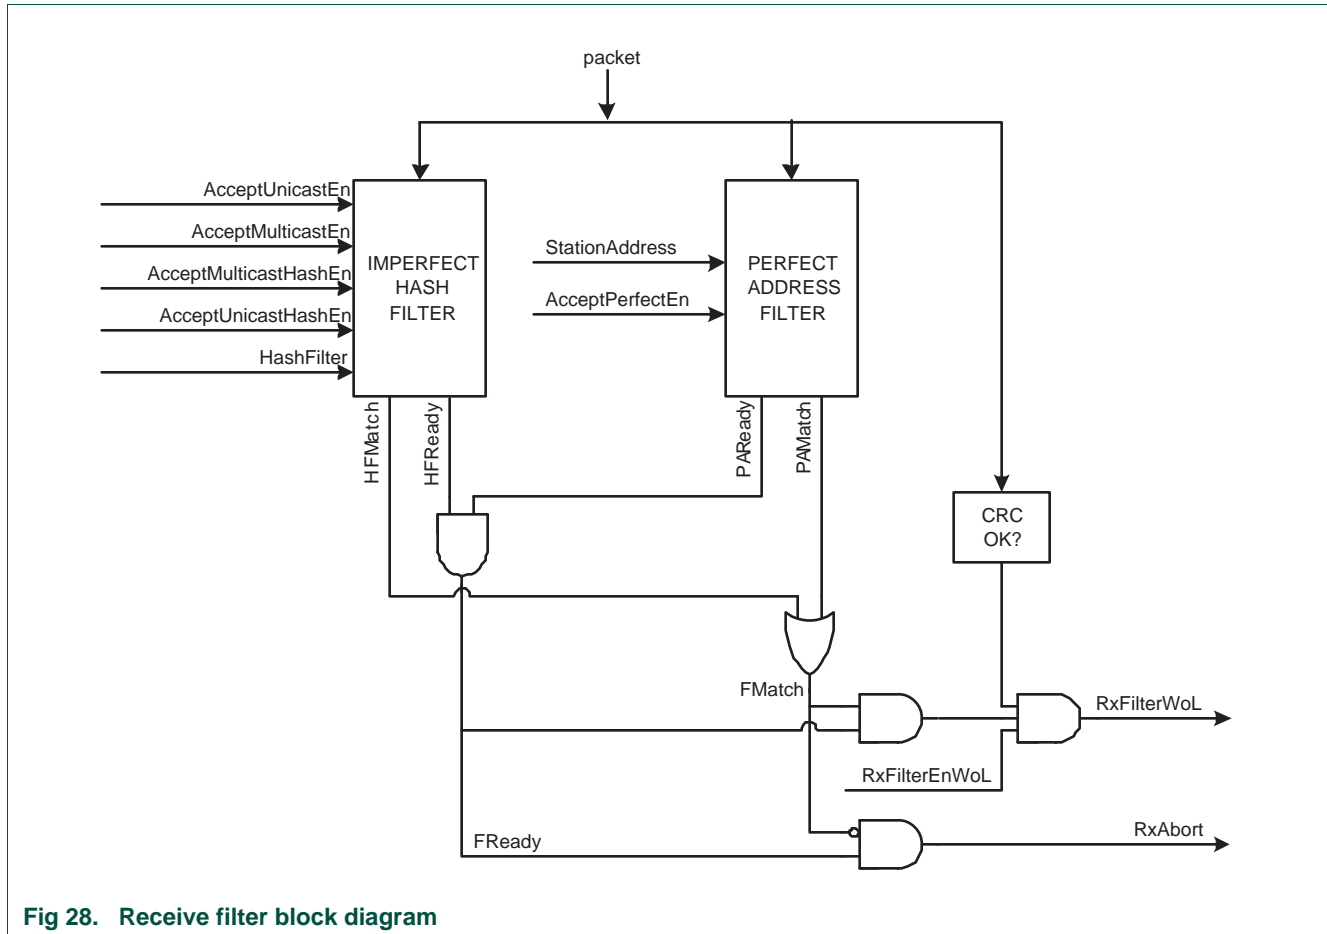 packet
AcceptUnicastEn
AcceptMulticastEn
AcceptMulticastHashEn
AcceptUnicastHashEn
HashFilter
IMPERFECT
HASH
FILTER
StationAddress
AcceptPerfectEn
PERFECT
ADDRESS
FILTER
HFMatch
HFReady
PAReady
PAMatch
CRC
OK?
FMatch
RxFilterWoL
RxFilterEnWoL
RxAbort
FReady
Fig 28. Receive filter block diagram